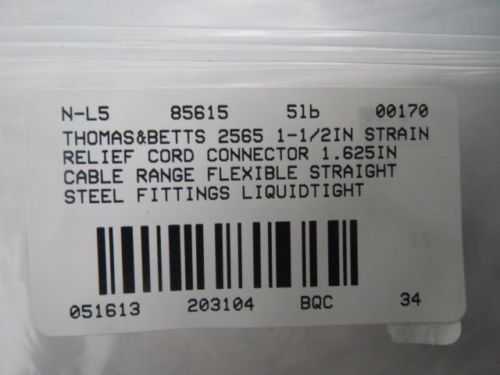 N-L5 85615 5lb 00170
THOMAS&BETTS 2565 1-1/2IN STRAIN
RELIEF CORD CONNECTOR 1.625IN
CABLE RANGE FLEXIBLE STRAIGHT
STEEL FITTINGS LIQUIDTIGHT
051613 203104 BQC 34